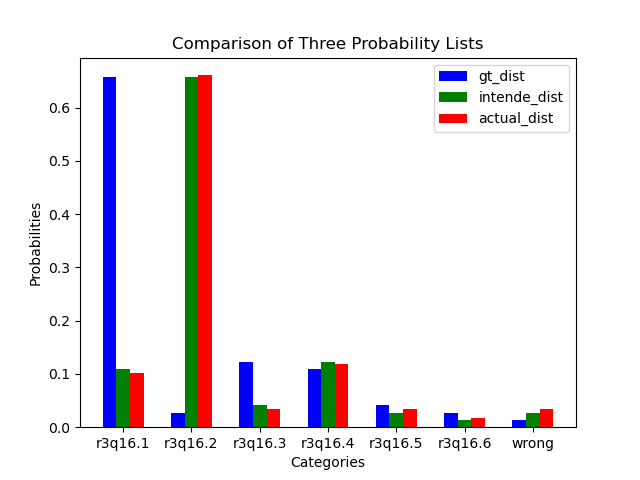 Comparison of Three Probability Lists
gt_dist
intende_dist
actual_dist
Probabilities
0.6
0.5
0.4
0.3
0.2
0.1
0.0
r3q16.1 r3q16.2 r3q16.3 r3q16.4 r3q16.5 r3q16.6 wrong
Categories